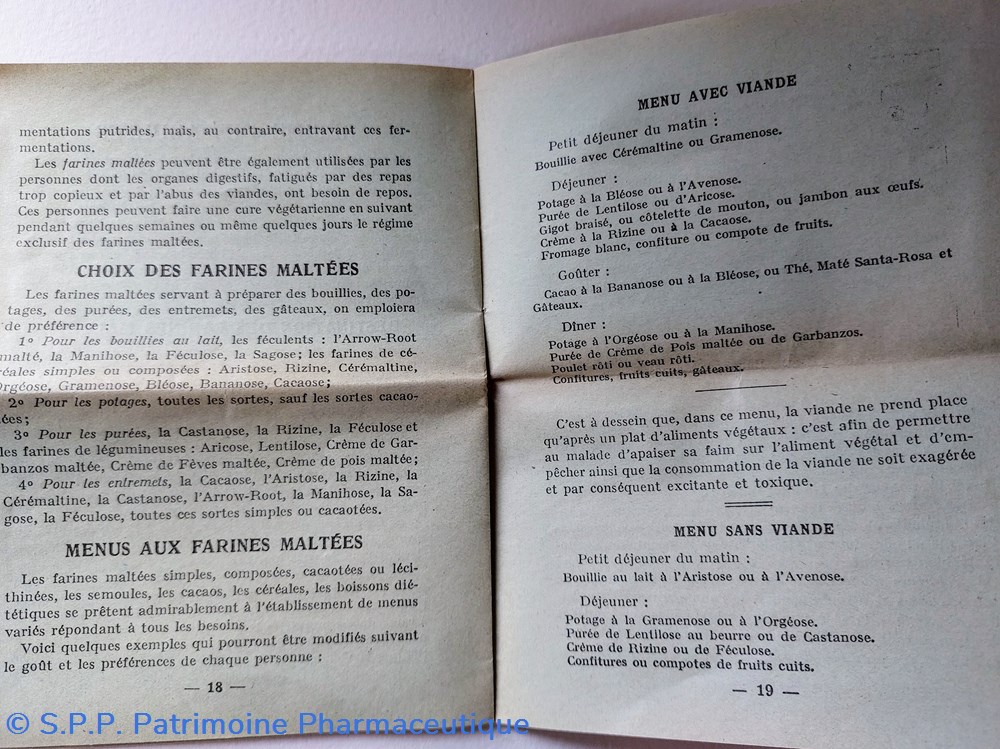 mentations putrides, mais, au contraire, entravant ces fer-
mentations.
Les farines maltées peuvent être également utilisées par les
personnes dont les organes digestifs, fatigués par des repas
trop copieux et par l'abus des viandes, ont besoin de repos.
Ces personnes peuvent faire une cure végétarienne en suivant
pendant quelques semaines ou même quelques jours le régime
exclusif des farines maltées.
CHOIX DES FARINES MALTÉES
Les farines maltées servant à préparer des bouillies, des po-
tages, des purées, des entremets, des gâteaux, on emploiera
de préférence :
1º Pour les bouillies au lait, les féculents : l'Arrow-Root
malté, la Manihose, la Féculose, la Sagose; les farines de cé-
réales simples ou composées : Aristose, Rizine, Cérémaltine,
Orgéose, Gramenose, Bléose, Bananose, Cacaose;
2º Pour les potages, toutes les sortes, sauf les sortes cacao-
tées;
3º Pour les purées, la Castanose, la Rizine, la Féculose et
les farines de légumineuses : Aricose, Lentilose, Crème de Gar-
banzos maltée, Crème de Fèves maltée, Crème de pois maltée;
4º Pour les entremets, la Cacaose, l'Aristose, la Rizine, la
Cérémaltine, la Castanose, l'Arrow-Root, la Manihose, la Sa-
gose, la Féculose, toutes ces sortes simples ou cacaotées.
MENUS AUX FARINES MALTÉES
Les farines maltées simples, composées, cacaotées ou léci-
thinées, les semoules, les cacaos, les céréales, les boissons dié-
tétiques se prêtent admirablement à l'établissement de menus
variés répondant à tous les besoins.
Voici quelques exemples qui pourront être modifiés suivant
le goût et les préférences de chaque personne :
— 18 —
MENU AVEC VIANDE
Petit déjeuner du matin :
Bouillie avec Cérémaltine ou Gramenose.
Déjeuner :
Potage à la Bléose ou à l'Avenose.
Purée de Lentilose ou d'Aricose.
Gigot braisé, ou côtelette de mouton, ou jambon aux œufs.
Crème à la Rizine ou à la Cacaose.
Fromage blanc, confiture ou compote de fruits.
Goûter :
Cacao à la Bananose ou à la Bléose, ou Thé, Maté Santa-Rosa et
Gâteaux.
Dîner :
Potage à l'Orgéose ou à la Manihose.
Purée de Crème de Pois maltée ou de Garbanzos.
Poulet rôti ou veau rôti.
Confitures, fruits cuits, gâteaux.
C'est à dessein que, dans ce menu, la viande ne prend place
qu'après un plat d'aliments végétaux : c'est afin de permettre
au malade d'apaiser sa faim sur l'aliment végétal et d'em-
pêcher ainsi que la consommation de la viande ne soit exagérée
et par conséquent excitante et toxique.
MENU SANS VIANDE
Petit déjeuner du matin :
Bouillie au lait à l'Aristose ou à l'Avenose.
Déjeuner :
Potage à la Gramenose ou à l'Orgéose.
Purée de Lentilose au beurre ou de Castanose.
Crème de Rizine ou de Féculose.
Confitures ou compotes de fruits cuits.
— 19 —
© S.P.P. Patrimoine Pharmaceutique